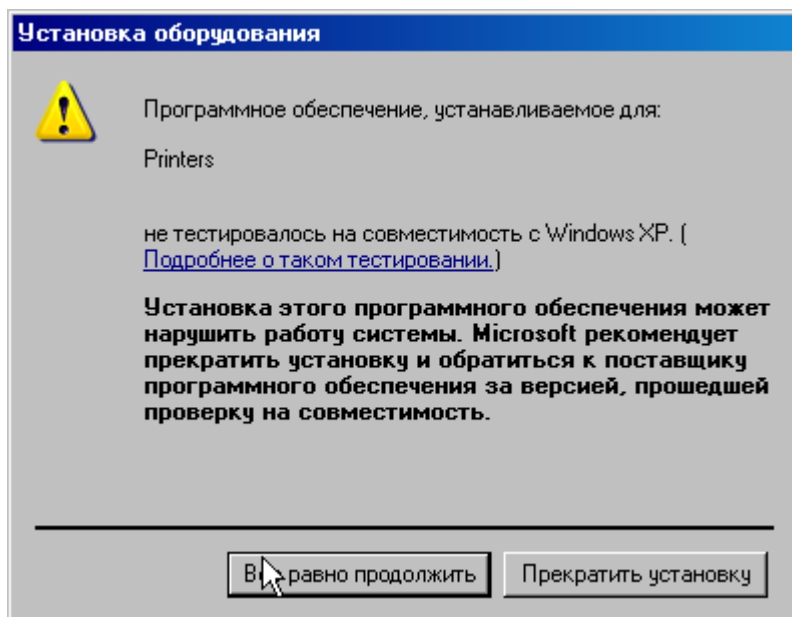 Установка оборудования
Программное обеспечение, устанавливаемое для:
Printers
не тестировалось на совместимость с Windows XP. (
Подробнее о таком тестировании.)
Установка этого программного обеспечения может
нарушить работу системы. Microsoft рекомендует
прекратить установку и обратиться к поставщику
программного обеспечения за версией, прошедшей
проверку на совместимость.
Все равно продолжить
Прекратить установку